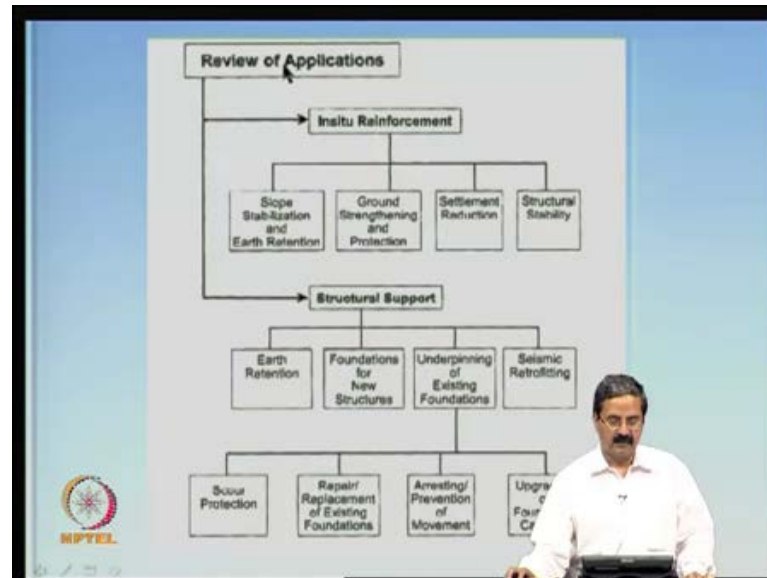 Review of Applications
Insitu Reinforcement
Slope
Stabilization
and
Earth Retention
Ground
Strengthening
and
Protection
Settlement
Reduction
Structural
Stability
Structural Support
Earth
Retention
Foundations
for
New
Structures
Underpinning
of
Existing
Foundations
Seismic
Retrofitting
Scour
Protection
Repair/
Replacement
of Existing
Foundations
Arresting/
Prevention
of
Movement
NPTEL